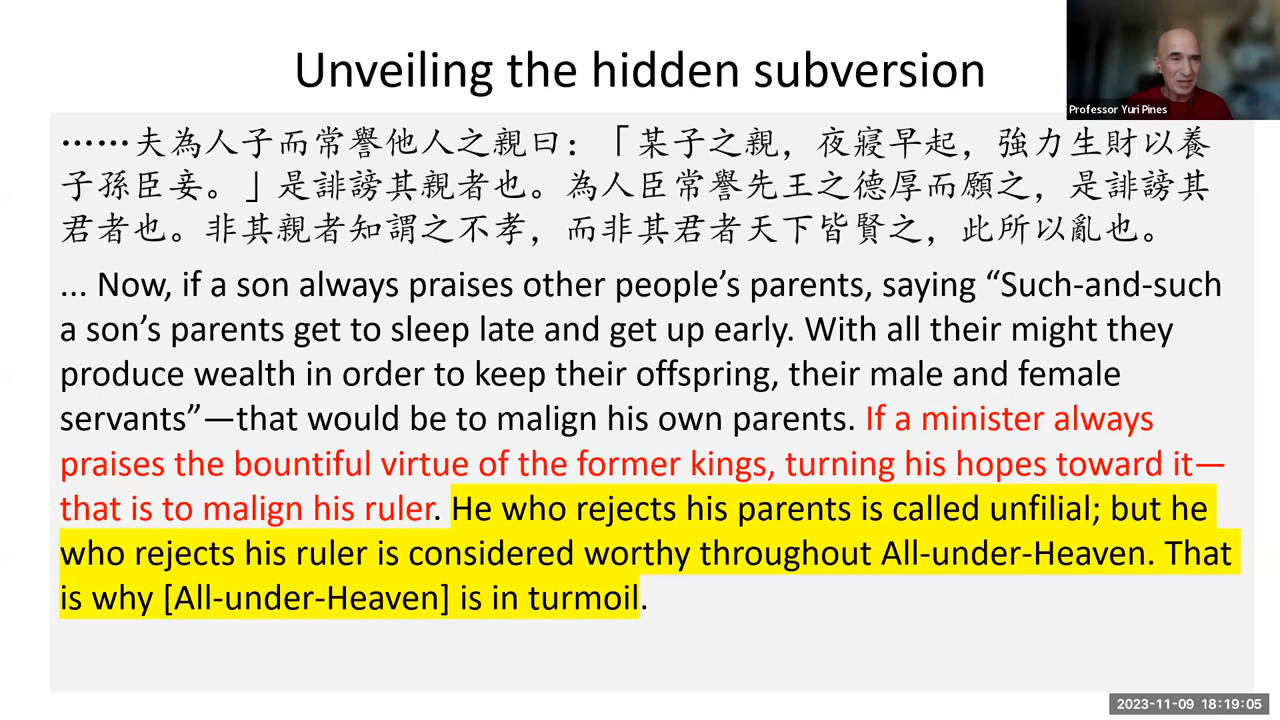 Unveiling the hidden subversion
Professor Yuri Pines
……夫為人子而常譽他人之親曰：「某子之親，夜寢早起，強力生財以養
子孫臣妾。」是誹謗其親者也。為人臣常譽先王之德厚而願之，是誹謗其
君者也。非其親者知謂之不孝，而非其君者天下皆賢之，此所以亂也。
... Now, if a son always praises other people’s parents, saying “Such-and-such
a son’s parents get to sleep late and get up early. With all their might they
produce wealth in order to keep their offspring, their male and female
servants”—that would be to malign his own parents. If a minister always
praises the bountiful virtue of the former kings, turning his hopes toward it—
that is to malign his ruler. He who rejects his parents is called unfilial; but he
who rejects his ruler is considered worthy throughout All-under-Heaven. That
is why [All-under-Heaven] is in turmoil.
2023-11-09 18:19:05